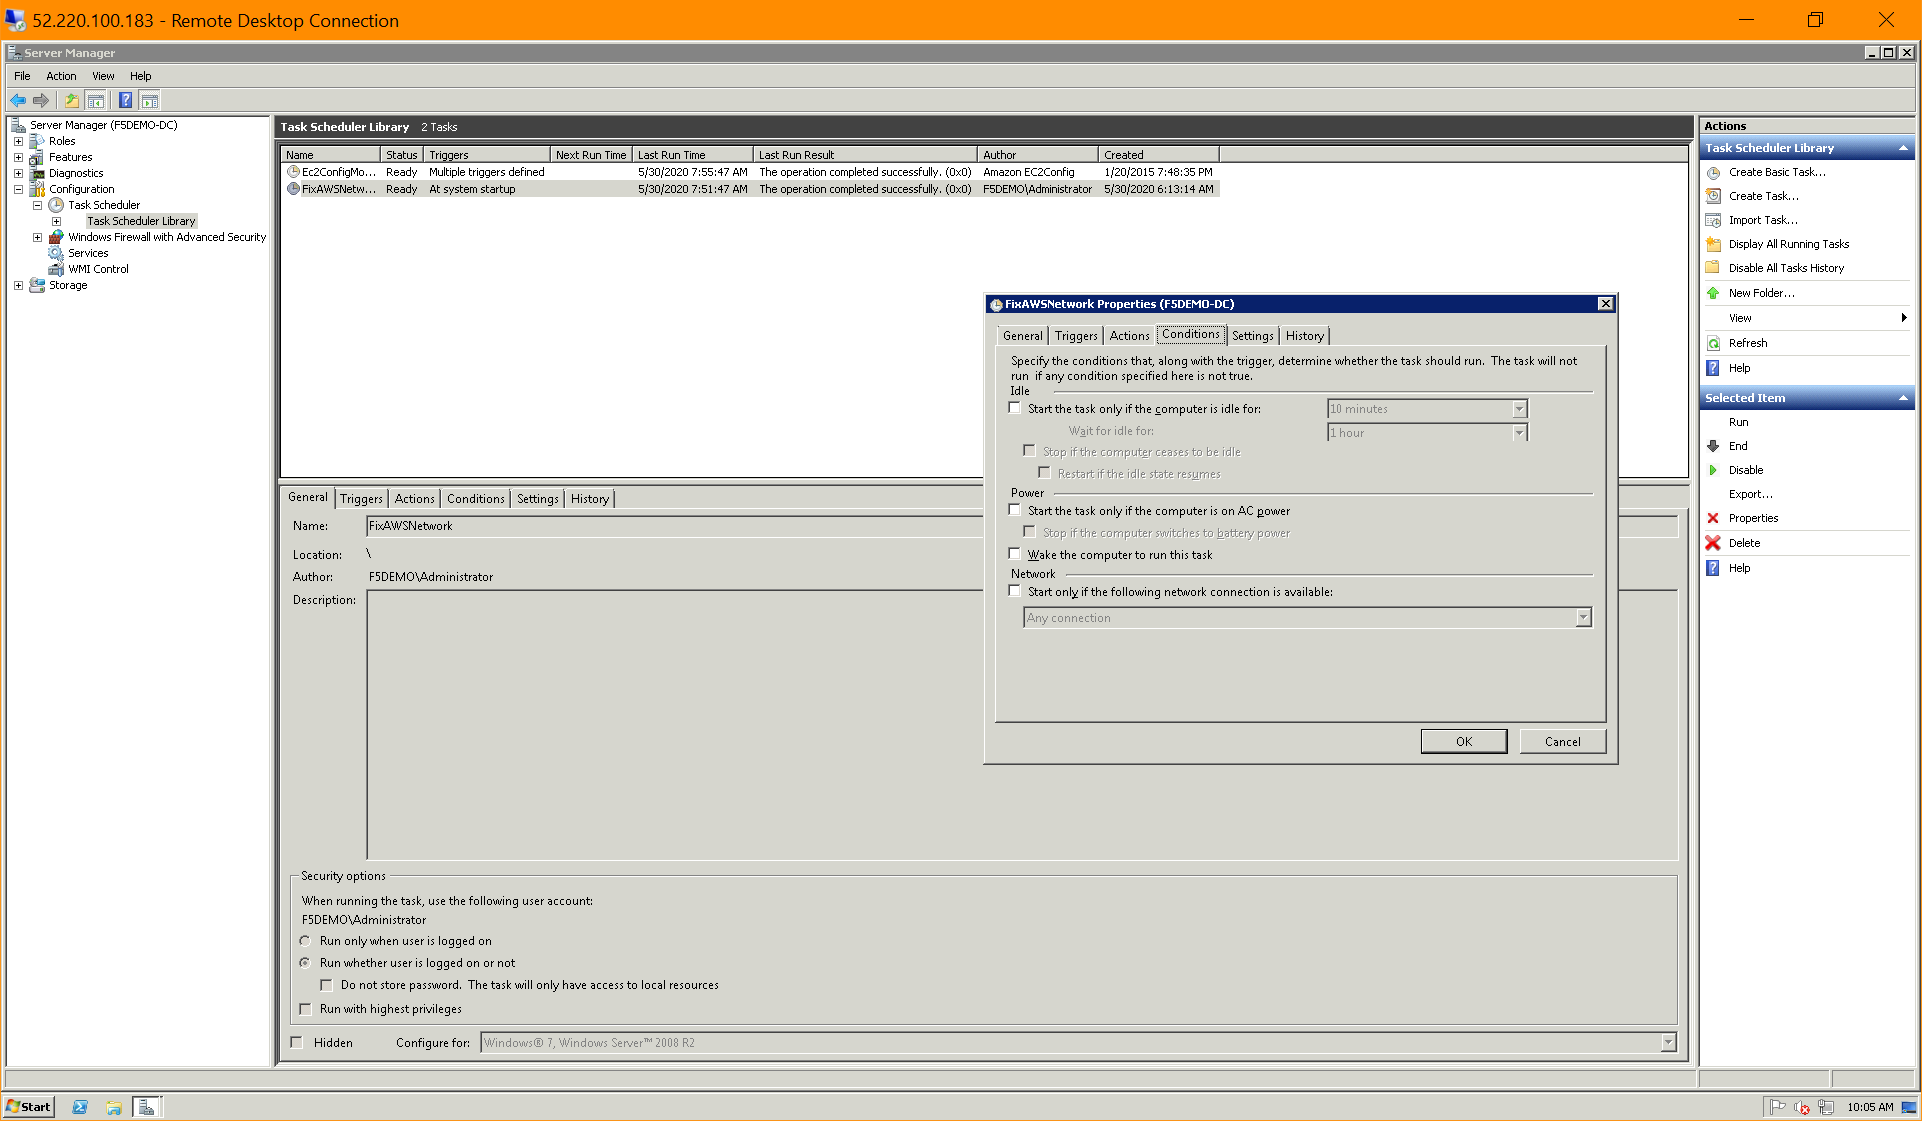 52.220.100.183 - Remote Desktop Connection
Server Manager
File Action View Help
Server Manager (F5DEMO-DC)
Roles
Features
Diagnostics
Configuration
Task Scheduler
Task Scheduler Library
Windows Firewall with Advanced Security
Services
WMI Control
Storage
Task Scheduler Library 2 Tasks
Name Status Triggers Next Run Time Last Run Time Last Run Result Author Created
Ec2ConfigMo... Ready Multiple triggers defined 5/30/2020 7:55:47 AM The operation completed successfully. (0x0) Amazon EC2Config 1/20/2015 7:48:35 PM
FixAWSNetw... Ready At system startup 5/30/2020 7:51:47 AM The operation completed successfully. (0x0) F5DEMO\Administrator 5/30/2020 6:13:14 AM
General Triggers Actions Conditions Settings History
Name: FixAWSNetwork
Location: \
Author: F5DEMO\Administrator
Description:
Security options
When running the task, use the following user account:
F5DEMO\Administrator
Run only when user is logged on
Run whether user is logged on or not
Do not store password. The task will only have access to local resources
Run with highest privileges
Hidden Configure for: Windows® 7, Windows Server™ 2008 R2
FixAWSNetwork Properties (F5DEMO-DC)
General Triggers Actions Conditions Settings History
Specify the conditions that, along with the trigger, determine whether the task should run. The task will not
run if any condition specified here is not true.
Idle
Start the task only if the computer is idle for: 10 minutes
Wait for idle for: 1 hour
Stop if the computer ceases to be idle
Restart if the idle state resumes
Power
Start the task only if the computer is on AC power
Stop if the computer switches to battery power
Wake the computer to run this task
Network
Start only if the following network connection is available:
Any connection
OK Cancel
Actions
Task Scheduler Library
Create Basic Task...
Create Task...
Import Task...
Display All Running Tasks
Disable All Tasks History
New Folder...
View
Refresh
Help
Selected Item
Run
End
Disable
Export...
Properties
Delete
Help
Start 10:05 AM